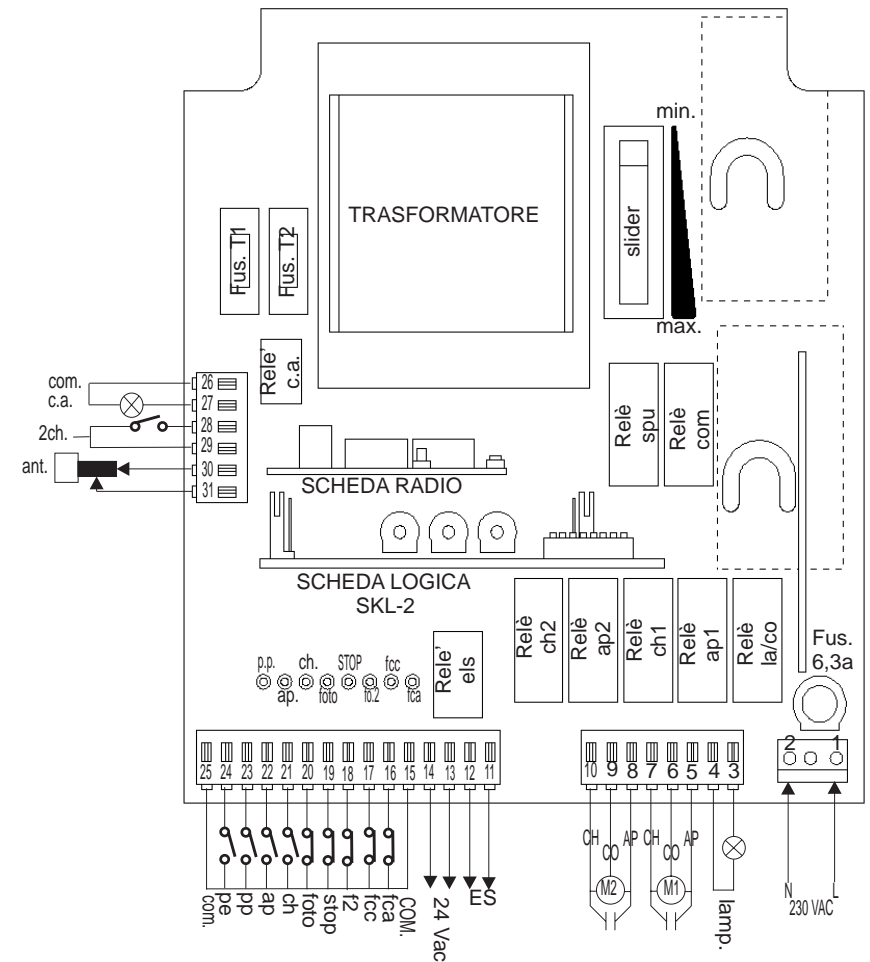 min.
TRASFORMATORE
slider
Fus. T1
Fus. T2
max.
Rele' c.a.
com.
c.a.
2ch.
ant.
26
27
28
29
30
31
Relè spu
Relè com
SCHEDA RADIO
SCHEDA LOGICA
SKL-2
Relè ch2
Relè ap2
Relè ch1
Relè ap1
Relè la/co
Fus.
6,3a
Rele' els
p.p.
ap.
ch.
foto
STOP
fo.2
fcc
fca
25 24 23 22 21 20 19 18 17 16 15 14 13 12 11
10 9 8 7 6 5 4 3
2 1
CH CO AP CH CO AP
M2 M1
N L
230 VAC
com. pe pp ap ch foto stop f2 fcc fca COM. 24 Vac ES
lamp.